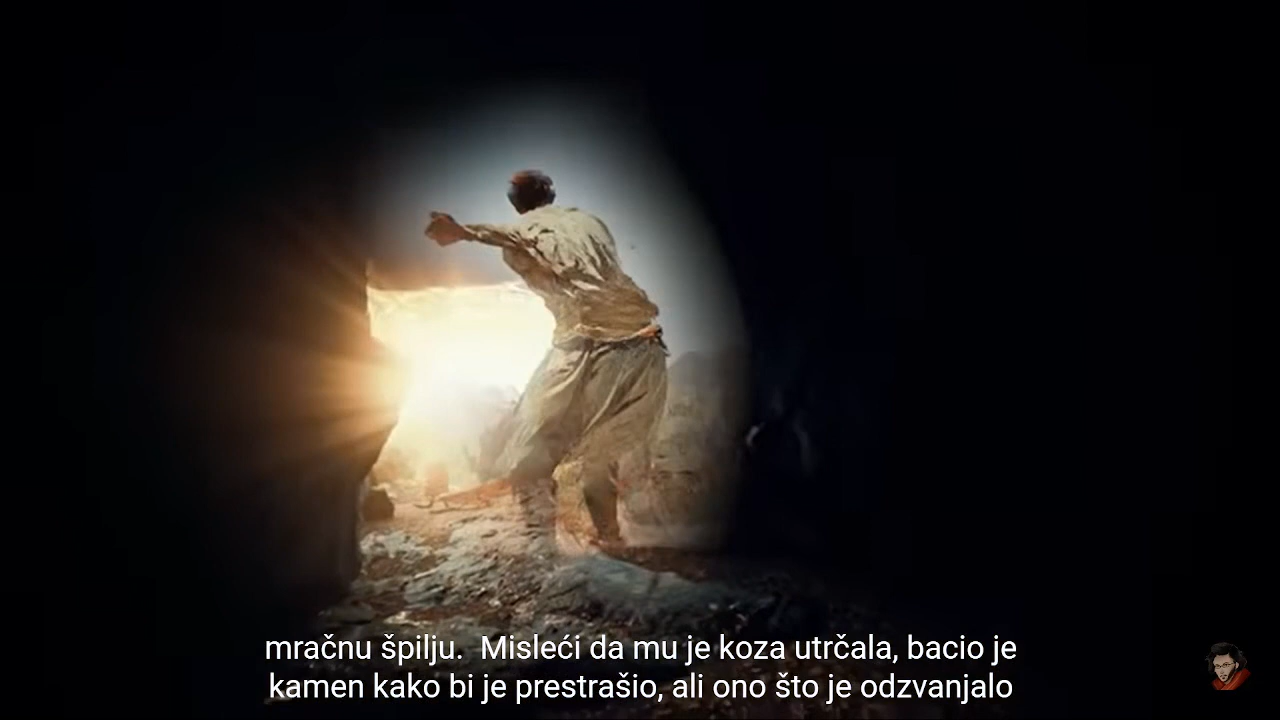 mračnu špilju.  Misleći da mu je koza utrčala, bacio je
kamen kako bi je prestrašio, ali ono što je odzvanjalo